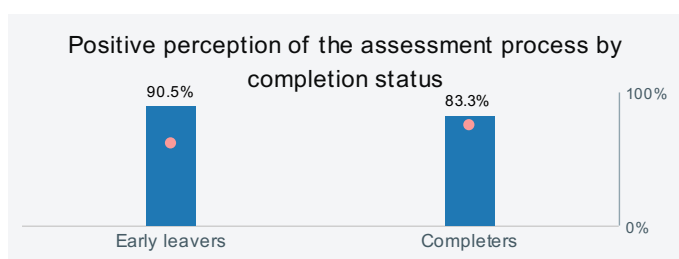 Positive perception of the assessment process by
completion status
90.5%
83.3%
100%
0%
Early leavers
Completers